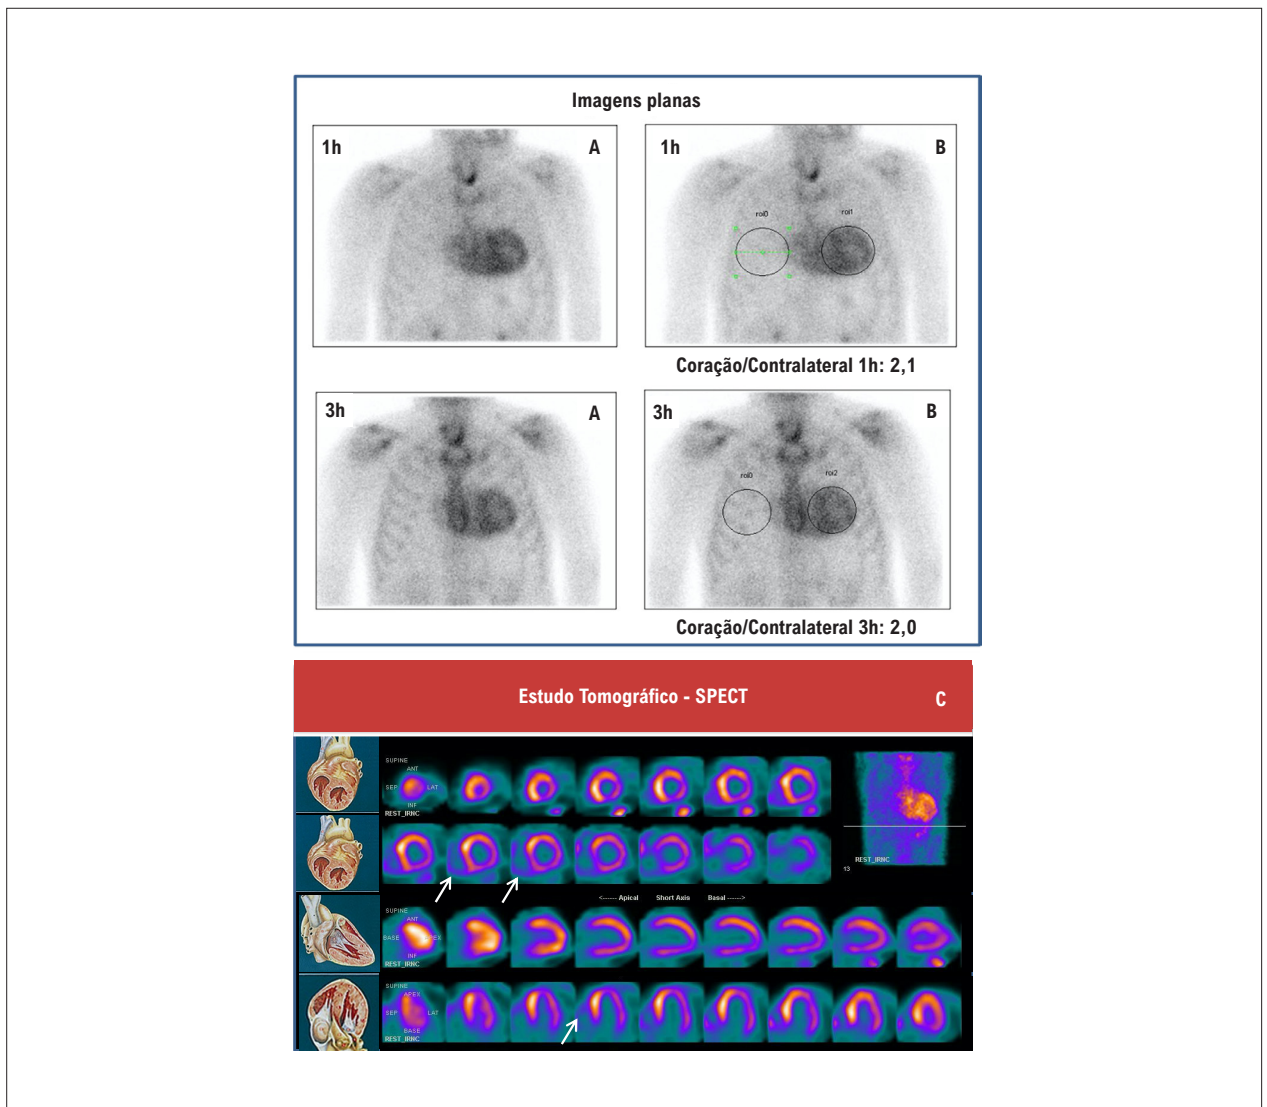 Imagens planas
1h
A
1h
B
roi0
roi1
Coração/Contralateral 1h: 2,1
3h
A
3h
B
roi0
roi2
Coração/Contralateral 3h: 2,0
Estudo Tomográfico - SPECT
C
SUPINE
ANT
SEP
LAT
INF
REST_IRNC
REST_IRNC
13
<------ Apical Short Axis Basal ------>
SUPINE
ANT
BASE
INF
REST_IRNC
SUPINE
APEX
SEP
LAT
BASE
REST_IRNC